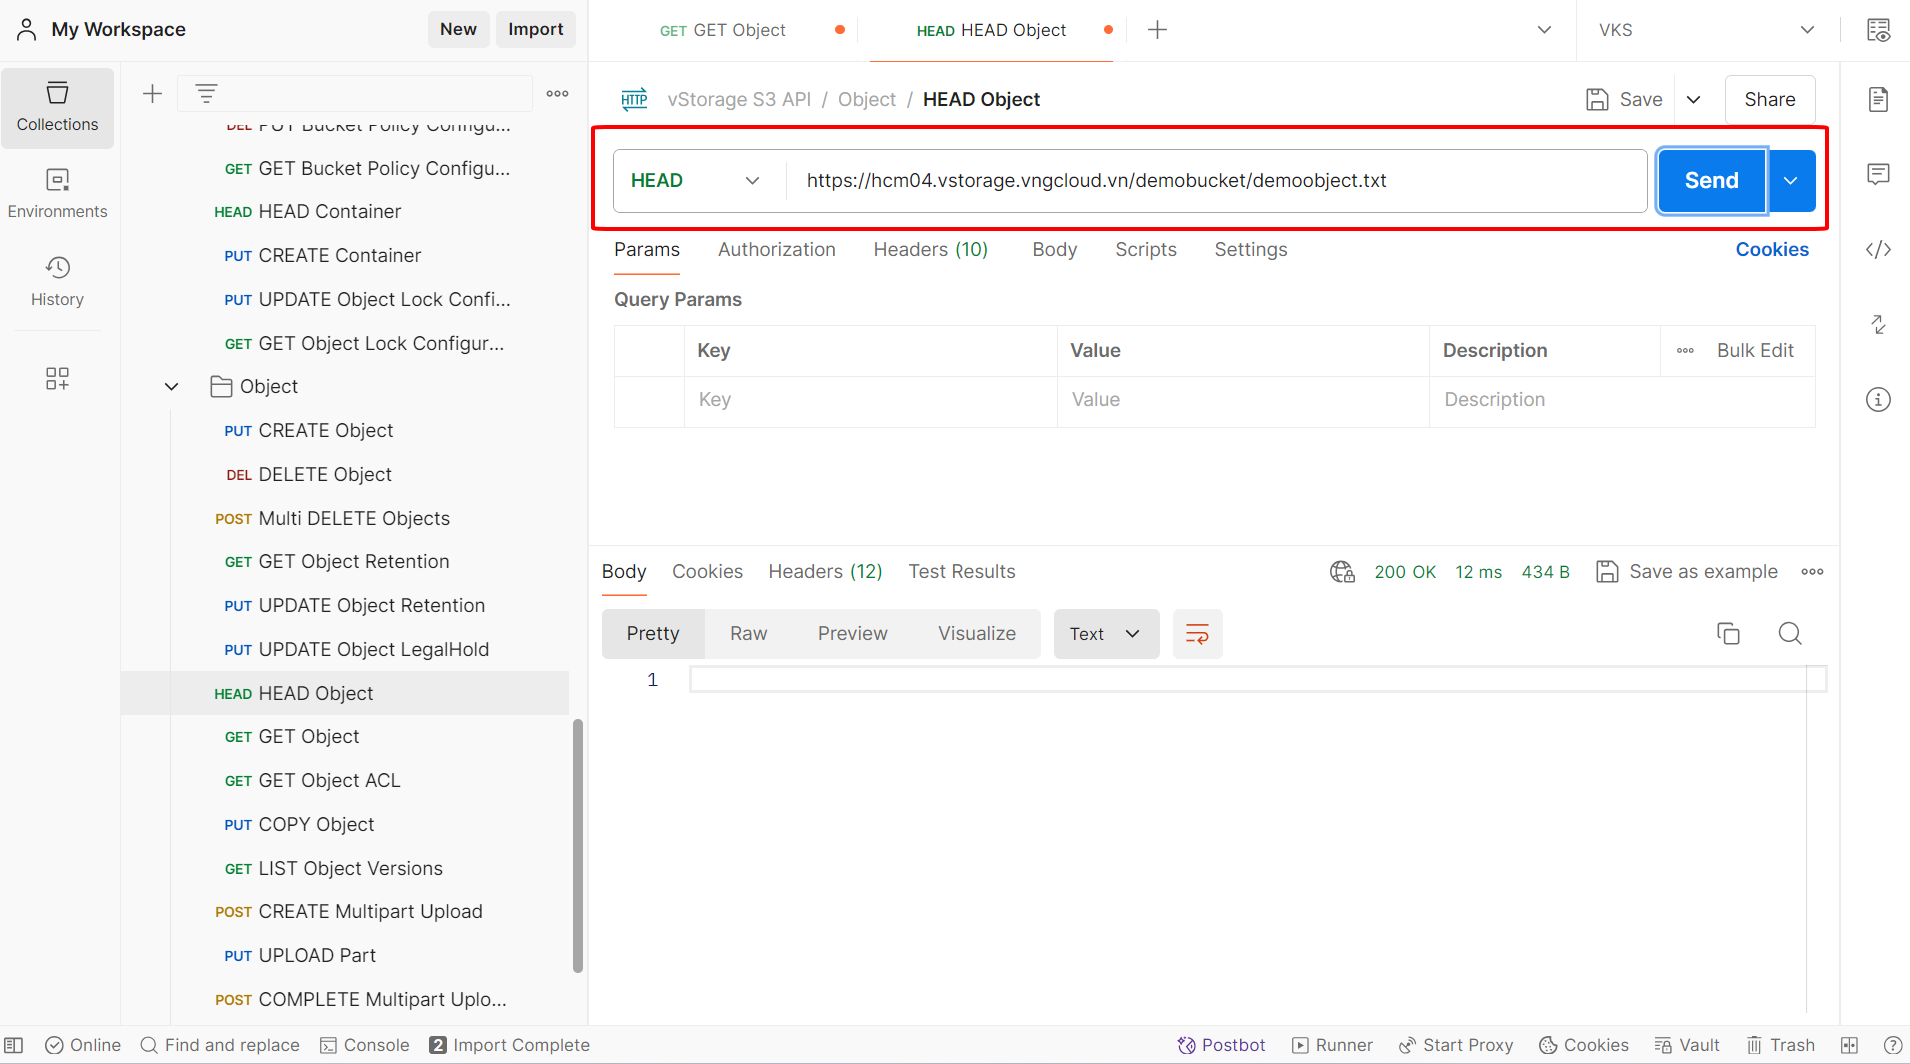 My Workspace
New
Import
GET GET Object
HEAD HEAD Object
VKS
Collections
Environments
History
DEL PUT Bucket Policy Configu...
GET GET Bucket Policy Configu...
HEAD HEAD Container
PUT CREATE Container
PUT UPDATE Object Lock Confi...
GET GET Object Lock Configur...
Object
PUT CREATE Object
DEL DELETE Object
POST Multi DELETE Objects
GET GET Object Retention
PUT UPDATE Object Retention
PUT UPDATE Object LegalHold
HEAD HEAD Object
GET GET Object
GET GET Object ACL
PUT COPY Object
GET LIST Object Versions
POST CREATE Multipart Upload
PUT UPLOAD Part
POST COMPLETE Multipart Uplo...
HTTP vStorage S3 API / Object / HEAD Object
Save
Share
HEAD https://hcm04.vstorage.vngcloud.vn/demobucket/demoobject.txt
Send
Params Authorization Headers (10) Body Scripts Settings
Cookies
Query Params
Key Value Description Bulk Edit
Key Value Description
Body Cookies Headers (12) Test Results
200 OK 12 ms 434 B Save as example
Pretty Raw Preview Visualize Text
1
Online Find and replace Console 2 Import Complete
Postbot Runner Start Proxy Cookies Vault Trash